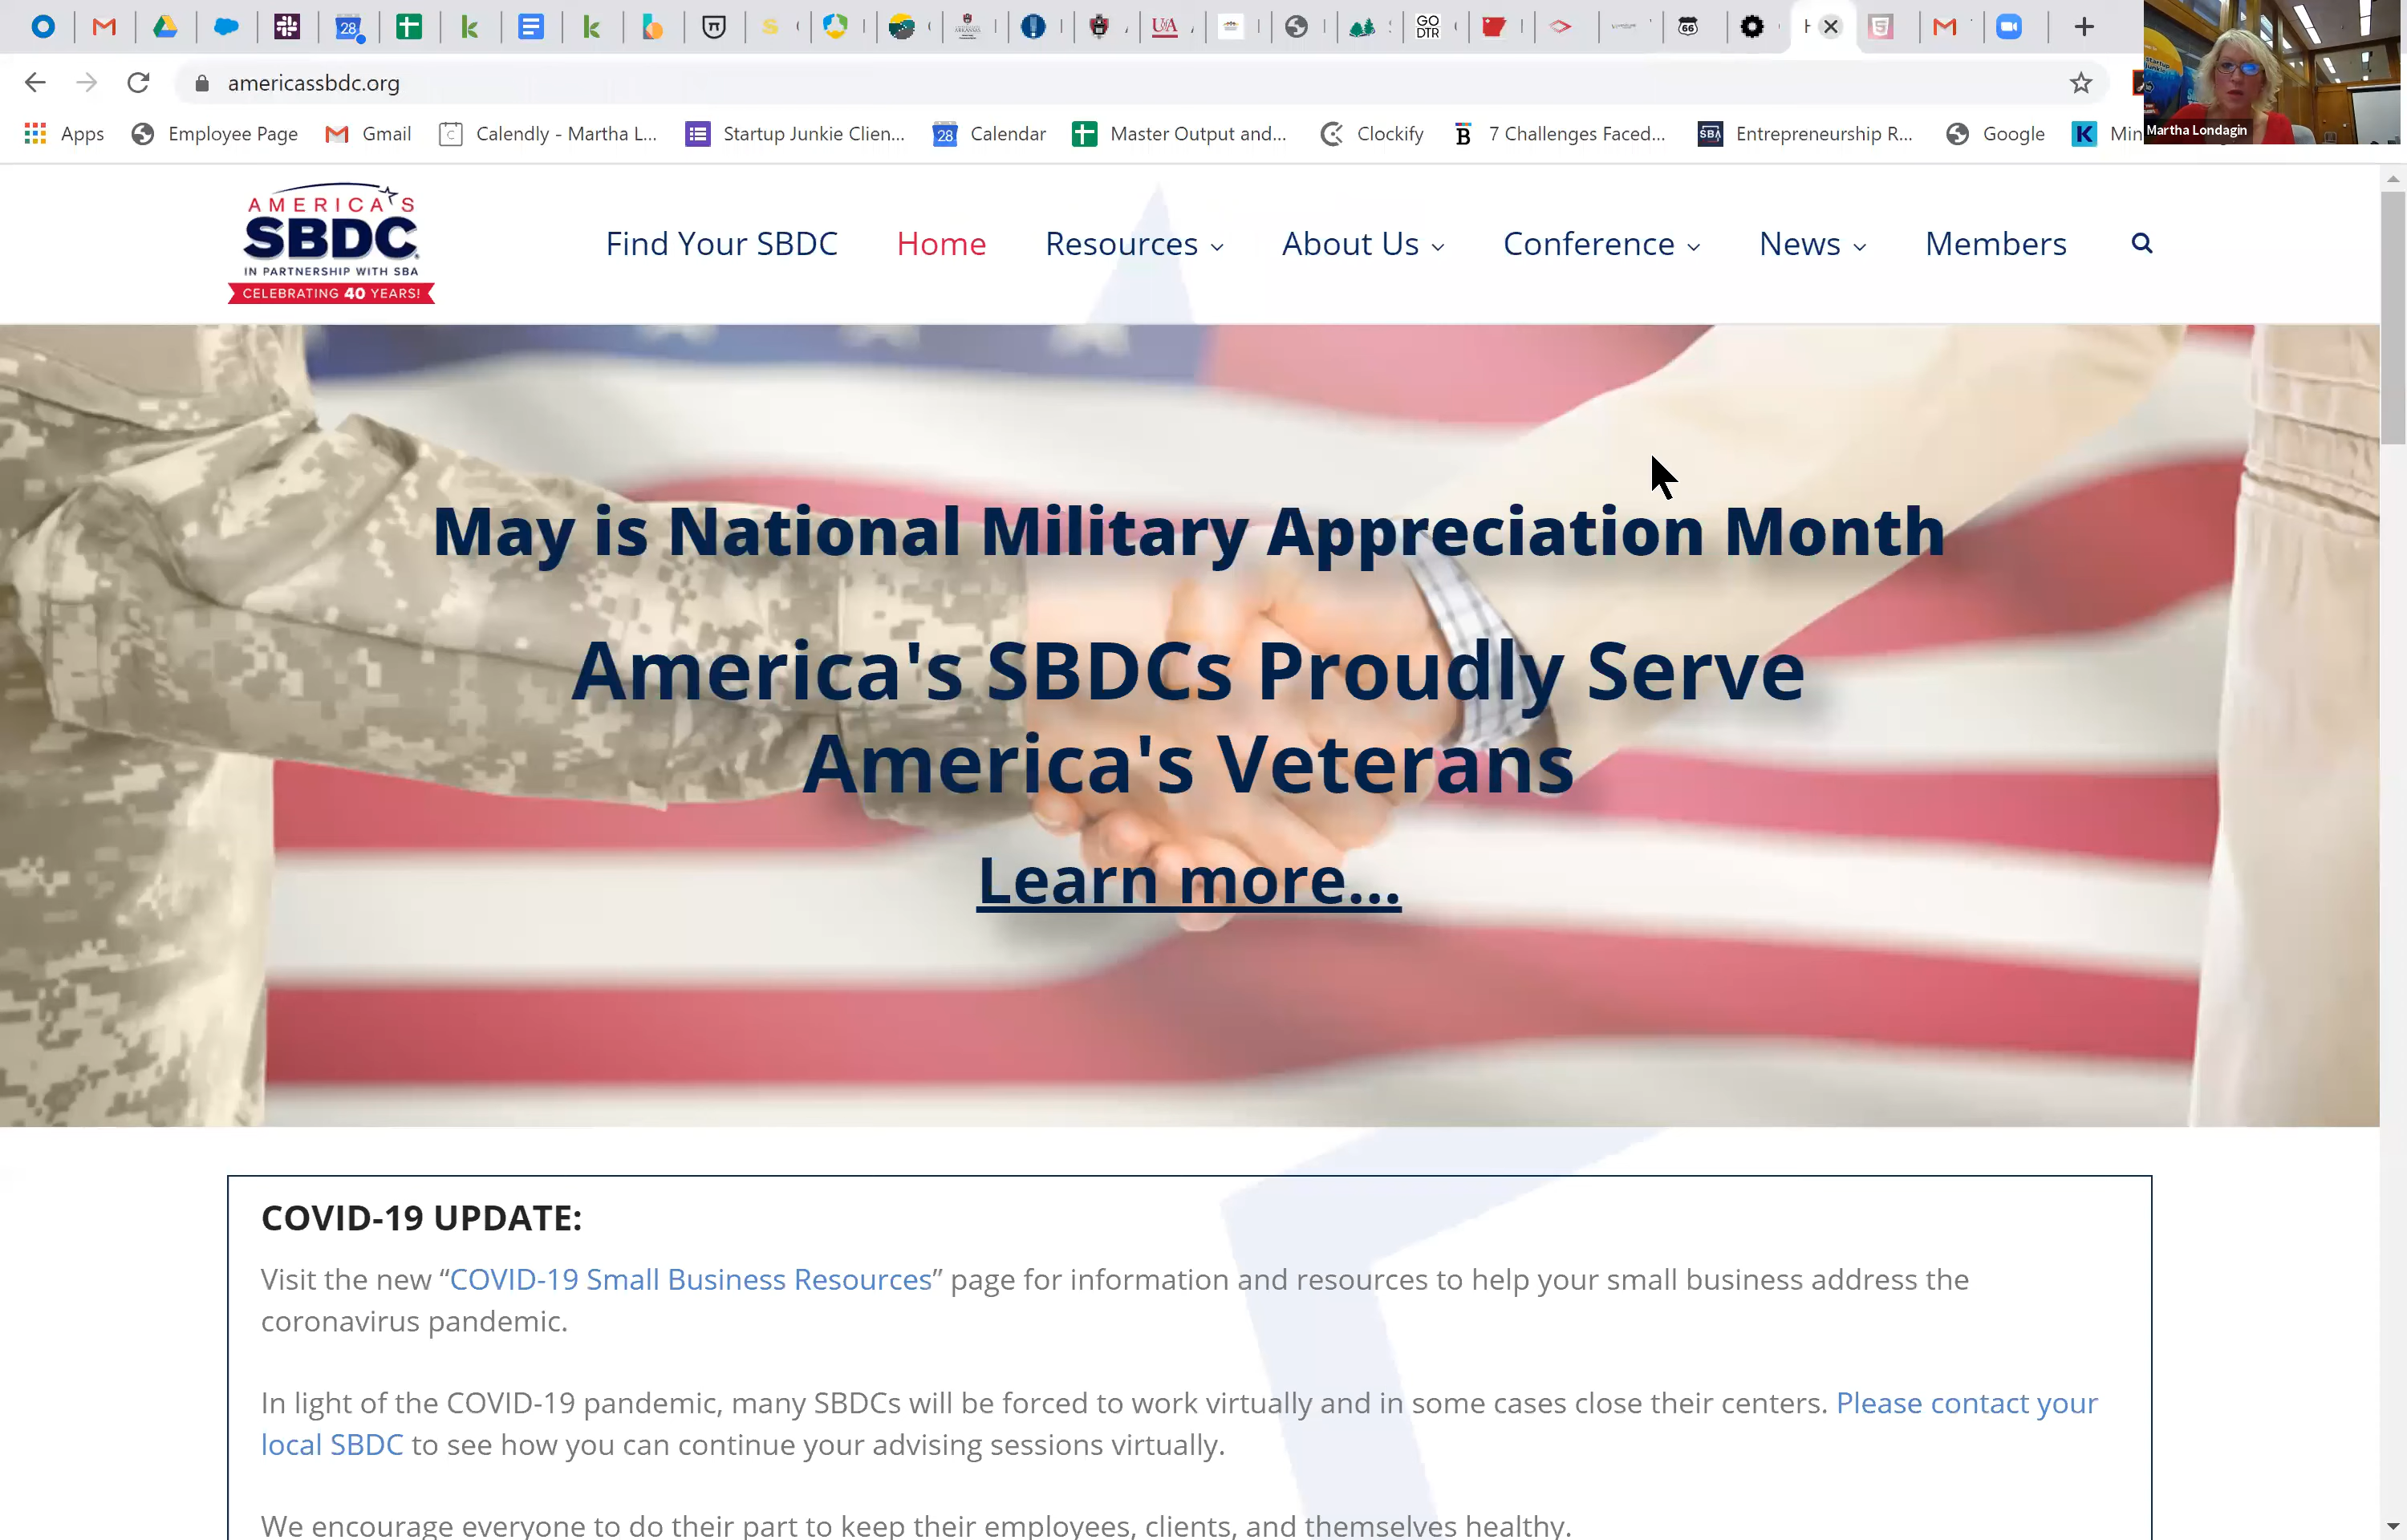 28
GO
DTR
66
americassbdc.org
Martha Londagin
Apps
Employee Page
Gmail
Calendly - Martha L...
Startup Junkie Clien...
28
Calendar
Master Output and...
Clockify
7 Challenges Faced...
SBA
Entrepreneurship R...
Google
K
Min
AMERICA'S
SBDC
IN PARTNERSHIP WITH SBA
CELEBRATING 40 YEARS!
Find Your SBDC
Home
Resources
About Us
Conference
News
Members
May is National Military Appreciation Month
America's SBDCs Proudly Serve
America's Veterans
Learn more...
COVID-19 UPDATE:
Visit the new “COVID-19 Small Business Resources” page for information and resources to help your small business address the
coronavirus pandemic.
In light of the COVID-19 pandemic, many SBDCs will be forced to work virtually and in some cases close their centers. Please contact your
local SBDC to see how you can continue your advising sessions virtually.
We encourage everyone to do their part to keep their employees, clients, and themselves healthy.